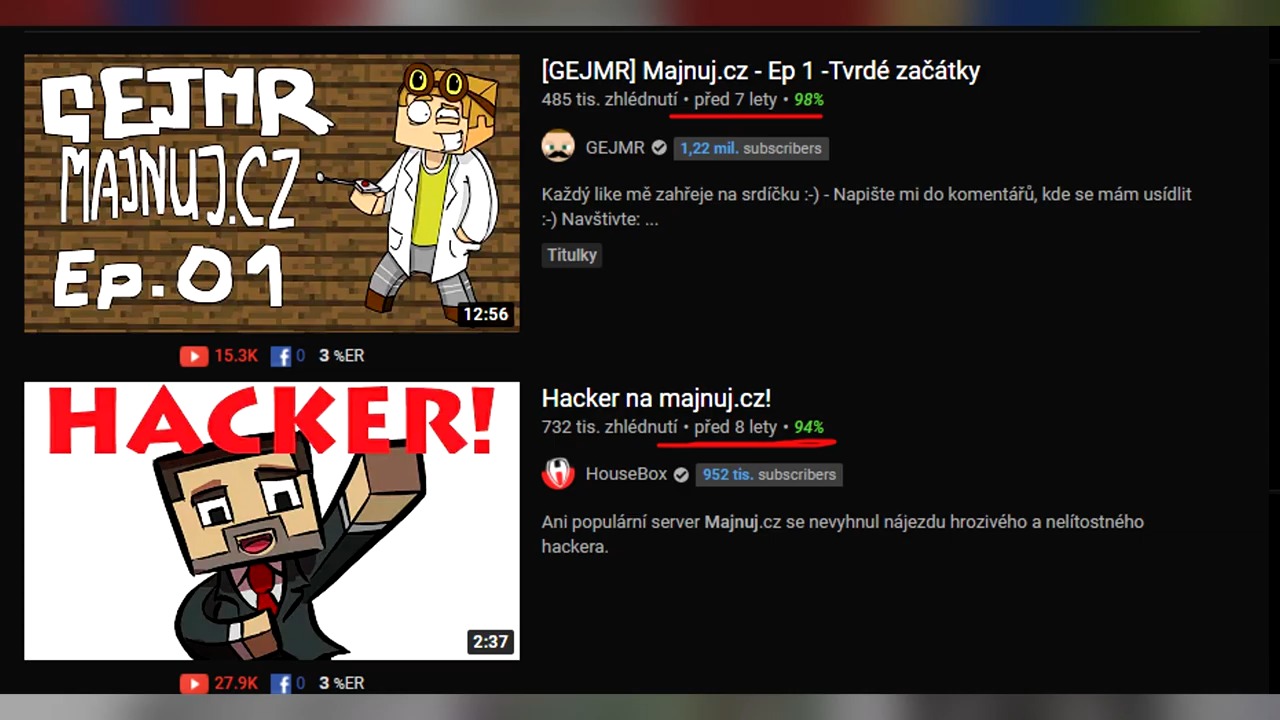 GEJMR
MAJNUJ.CZ
Ep.01
12:56
[GEJMR] Majnuj.cz - Ep 1 -Tvrdé začátky
485 tis. zhlédnutí • před 7 lety • 98%
GEJMR 1,22 mil. subscribers
Každý like mě zahřeje na srdíčku :-) - Napište mi do komentářů, kde se mám usídlit
:-) Navštivte: ...
Titulky
15.3K f 0 3 %ER
HACKER!
2:37
Hacker na majnuj.cz!
732 tis. zhlédnutí • před 8 lety • 94%
HouseBox 952 tis. subscribers
Ani populární server Majnuj.cz se nevyhnul nájezdu hrozivého a nelítostného
hackera.
27.9K f 0 3 %ER